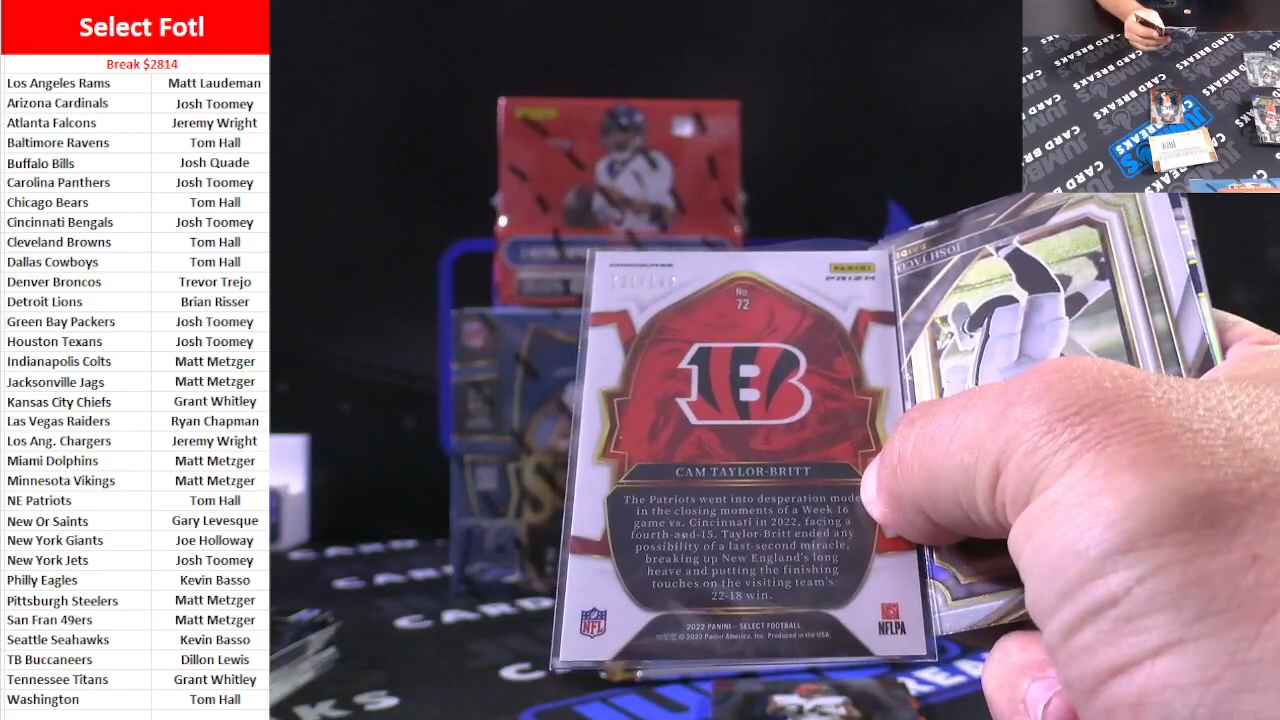 Select Fotl
Break $2814
Los Angeles Rams Matt Laudeman
Arizona Cardinals Josh Toomey
Atlanta Falcons Jeremy Wright
Baltimore Ravens Tom Hall
Buffalo Bills Josh Quade
Carolina Panthers Josh Toomey
Chicago Bears Tom Hall
Cincinnati Bengals Josh Toomey
Cleveland Browns Tom Hall
Dallas Cowboys Tom Hall
Denver Broncos Trevor Trejo
Detroit Lions Brian Risser
Green Bay Packers Josh Toomey
Houston Texans Josh Toomey
Indianapolis Colts Matt Metzger
Jacksonville Jags Matt Metzger
Kansas City Chiefs Grant Whitley
Las Vegas Raiders Ryan Chapman
Los Ang. Chargers Jeremy Wright
Miami Dolphins Matt Metzger
Minnesota Vikings Matt Metzger
NE Patriots Tom Hall
New Or Saints Gary Levesque
New York Giants Joe Holloway
New York Jets Josh Toomey
Philly Eagles Kevin Basso
Pittsburgh Steelers Matt Metzger
San Fran 49ers Matt Metzger
Seattle Seahawks Kevin Basso
TB Buccaneers Dillon Lewis
Tennessee Titans Grant Whitley
Washington Tom Hall
CONCOURSE
PANINI
PRIZM
No.
72
B
CAM TAYLOR-BRITT
The Patriots went into desperation mode
in the closing moments of a Week 16
game vs. Cincinnati in 2022, facing a
fourth-and-15. Taylor-Britt ended any
possibility of a last-second miracle,
breaking up New England's long
heave and putting the finishing
touches on the visiting team's
22-18 win.
NFL
NFLPA
2022 PANINI – SELECT FOOTBALL
© 2023 Panini America, Inc. Produced in the USA.
JOSH JACO
CARD BREAKS
JUMBO'S